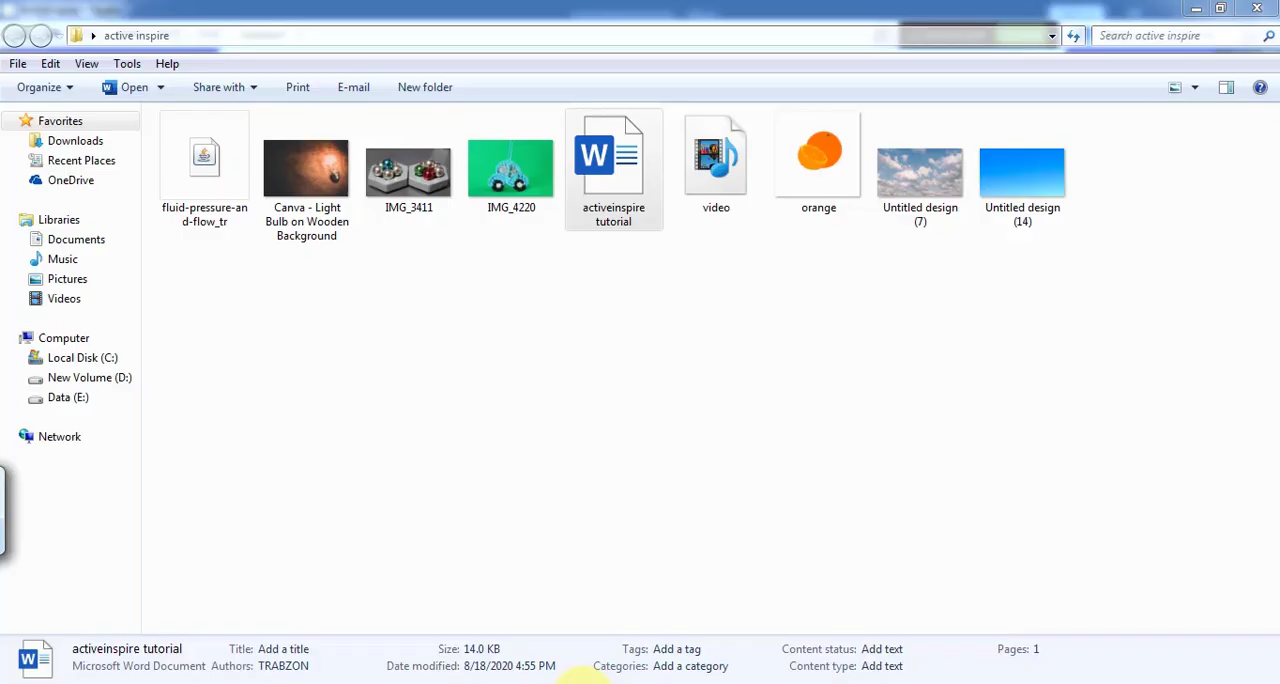 active inspire
Search active inspire
File Edit View Tools Help
Organize Open Share with Print E-mail New folder
Favorites
Downloads
Recent Places
OneDrive
Libraries
Documents
Music
Pictures
Videos
Computer
Local Disk (C:)
New Volume (D:)
Data (E:)
Network
fluid-pressure-an
d-flow_tr
Canva - Light
Bulb on Wooden
Background
IMG_3411
IMG_4220
W
activeinspire
tutorial
video
orange
Untitled design
(7)
Untitled design
(14)
activeinspire tutorial
Microsoft Word Document
Title: Add a title
Authors: TRABZON
Size: 14.0 KB
Date modified: 8/18/2020 4:55 PM
Tags: Add a tag
Categories: Add a category
Content status: Add text
Content type: Add text
Pages: 1